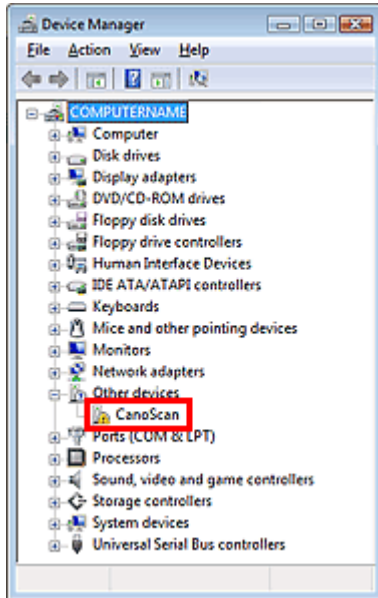 Device Manager
File Action View Help
COMPUTERNAME
Computer
Disk drives
Display adapters
DVD/CD-ROM drives
Floppy disk drives
Floppy drive controllers
Human Interface Devices
IDE ATA/ATAPI controllers
Keyboards
Mice and other pointing devices
Monitors
Network adapters
Other devices
CanoScan
Ports (COM & LPT)
Processors
Sound, video and game controllers
Storage controllers
System devices
Universal Serial Bus controllers